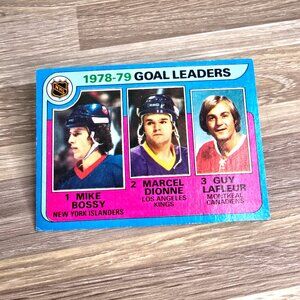 1978-79 GOAL LEADERS
NHL
1 MIKE
BOSSY
NEW YORK ISLANDERS
2 MARCEL
DIONNE
LOS ANGELES
KINGS
3 GUY
LAFLEUR
MONTREAL
CANADIENS